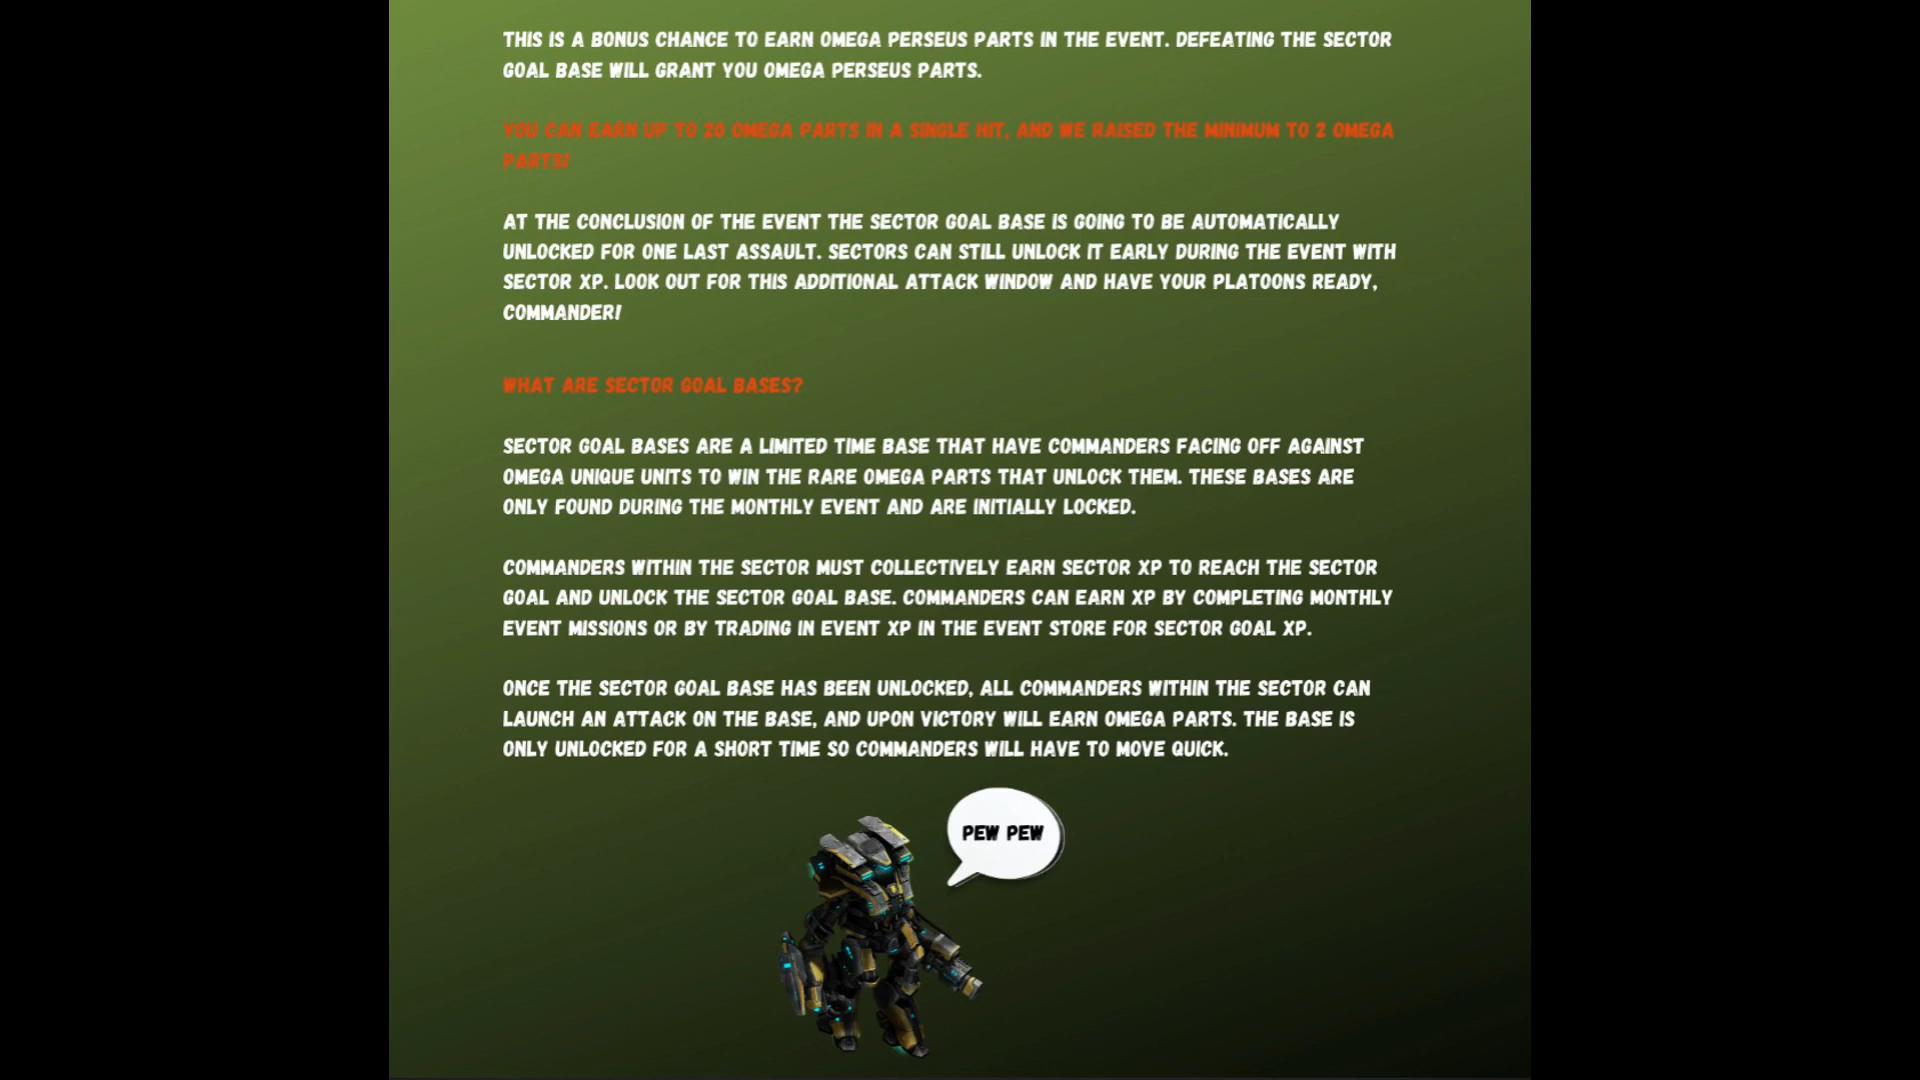 THIS IS A BONUS CHANCE TO EARN OMEGA PERSEUS PARTS IN THE EVENT. DEFEATING THE SECTOR
GOAL BASE WILL GRANT YOU OMEGA PERSEUS PARTS.
YOU CAN EARN UP TO 20 OMEGA PARTS IN A SINGLE HIT, AND WE RAISED THE MINIMUM TO 2 OMEGA
PARTS!
AT THE CONCLUSION OF THE EVENT THE SECTOR GOAL BASE IS GOING TO BE AUTOMATICALLY
UNLOCKED FOR ONE LAST ASSAULT. SECTORS CAN STILL UNLOCK IT EARLY DURING THE EVENT WITH
SECTOR XP. LOOK OUT FOR THIS ADDITIONAL ATTACK WINDOW AND HAVE YOUR PLATOONS READY,
COMMANDER!
WHAT ARE SECTOR GOAL BASES?
SECTOR GOAL BASES ARE A LIMITED TIME BASE THAT HAVE COMMANDERS FACING OFF AGAINST
OMEGA UNIQUE UNITS TO WIN THE RARE OMEGA PARTS THAT UNLOCK THEM. THESE BASES ARE
ONLY FOUND DURING THE MONTHLY EVENT AND ARE INITIALLY LOCKED.
COMMANDERS WITHIN THE SECTOR MUST COLLECTIVELY EARN SECTOR XP TO REACH THE SECTOR
GOAL AND UNLOCK THE SECTOR GOAL BASE. COMMANDERS CAN EARN XP BY COMPLETING MONTHLY
EVENT MISSIONS OR BY TRADING IN EVENT XP IN THE EVENT STORE FOR SECTOR GOAL XP.
ONCE THE SECTOR GOAL BASE HAS BEEN UNLOCKED, ALL COMMANDERS WITHIN THE SECTOR CAN
LAUNCH AN ATTACK ON THE BASE, AND UPON VICTORY WILL EARN OMEGA PARTS. THE BASE IS
ONLY UNLOCKED FOR A SHORT TIME SO COMMANDERS WILL HAVE TO MOVE QUICK.
PEW PEW